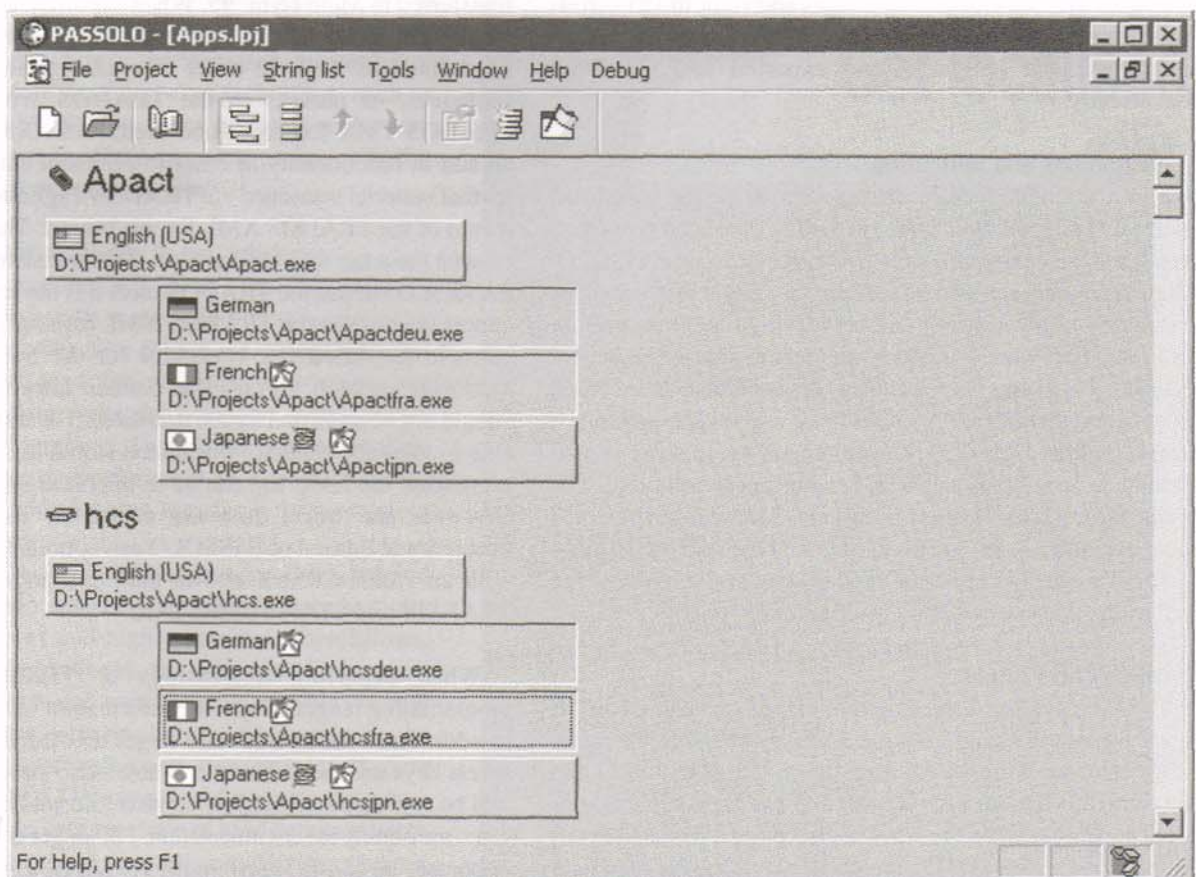 PASSOLO - [Apps.lpj]
File Project View String list Tools Window Help Debug
Apact
English (USA)
D:\Projects\Apact\Apact.exe
German
D:\Projects\Apact\Apactdeu.exe
French
D:\Projects\Apact\Apactfra.exe
Japanese
D:\Projects\Apact\Apactjpn.exe
hcs
English (USA)
D:\Projects\Apact\hcs.exe
German
D:\Projects\Apact\hcsdeu.exe
French
D:\Projects\Apact\hcsfra.exe
Japanese
D:\Projects\Apact\hcsjpn.exe
For Help, press F1